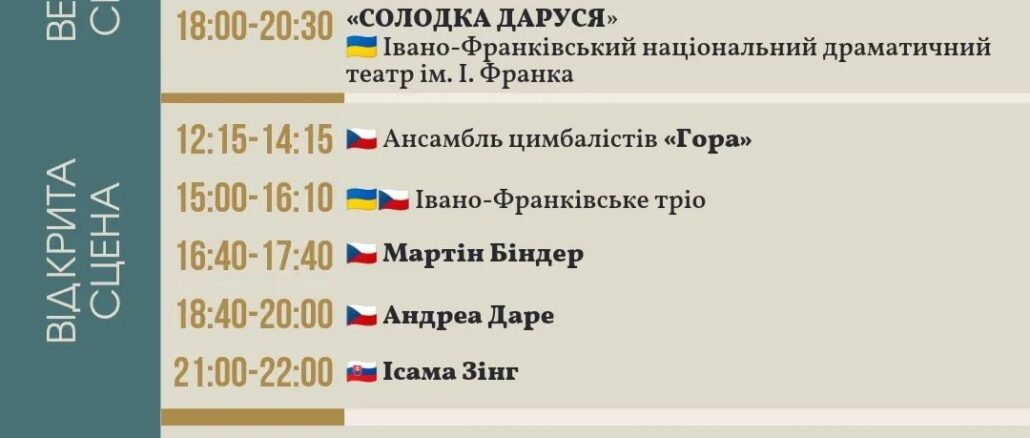 18:00-20:30
«СОЛОДКА ДАРУСЯ»
Івано-Франківський національний драматичний
театр ім. І. Франка
ВІДКРИТА
СЦЕНА
12:15-14:15 Ансамбль цимбалістів «Гора»
15:00-16:10 Івано-Франківське тріо
16:40-17:40 Мартін Біндер
18:40-20:00 Андреа Даре
21:00-22:00 Ісама Зінг